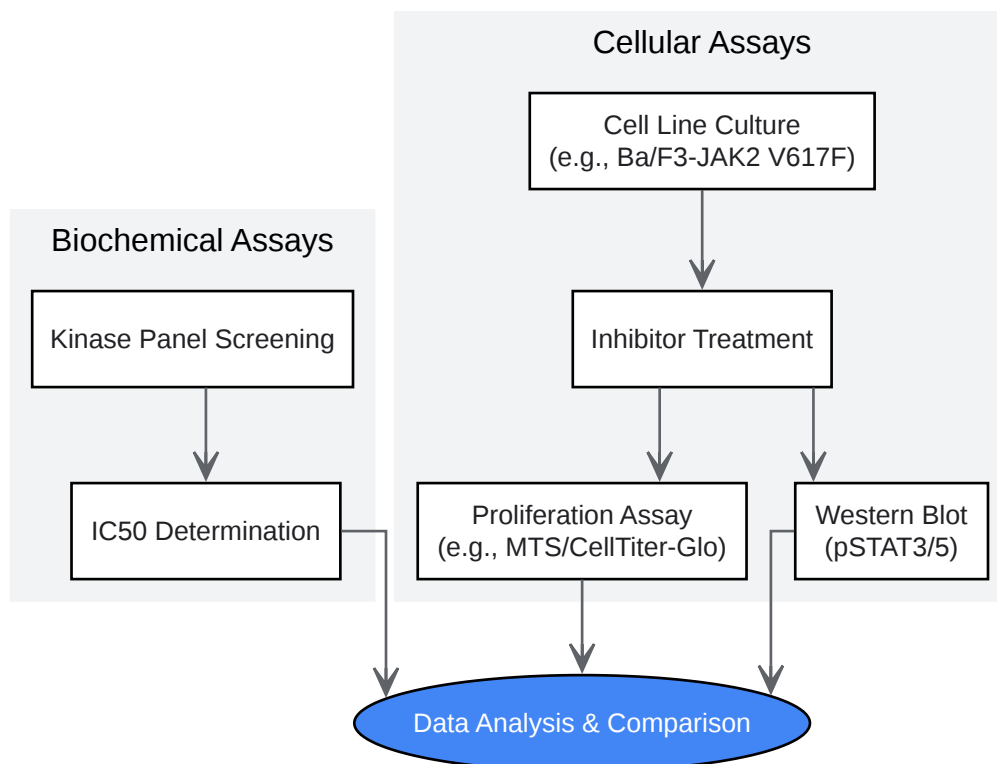 Cellular Assays
Cell Line Culture
(e.g., Ba/F3-JAK2 V617F)
Biochemical Assays
Kinase Panel Screening
Inhibitor Treatment
IC50 Determination
Proliferation Assay
(e.g., MTS/CellTiter-Glo)
Western Blot
(pSTAT3/5)
Data Analysis & Comparison